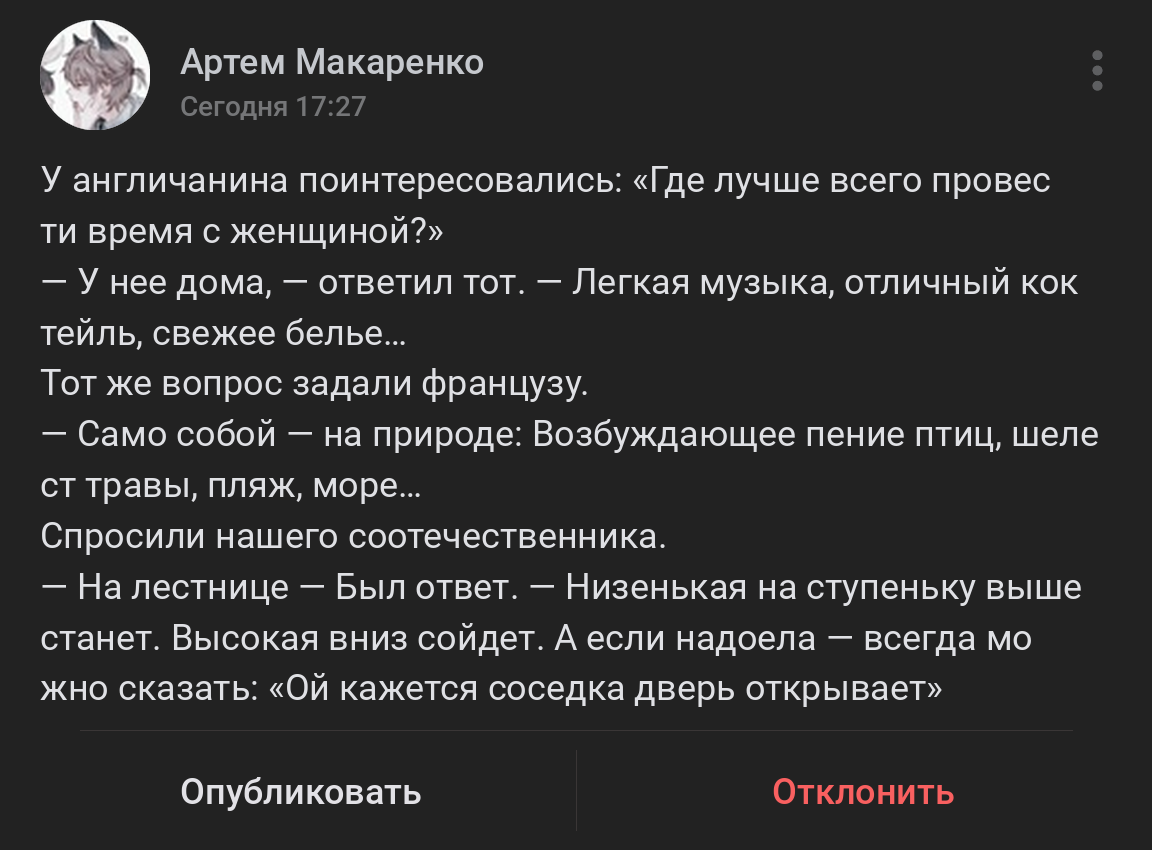 Артем Макаренко
Сегодня 17:27
У англичанина поинтересовались: «Где лучше всего провес
ти время с женщиной?»
— У нее дома, — ответил тот. — Легкая музыка, отличный кок
тейль, свежее белье…
Тот же вопрос задали французу.
— Само собой — на природе: Возбуждающее пение птиц, шеле
ст травы, пляж, море…
Спросили нашего соотечественника.
— На лестнице — Был ответ. — Низенькая на ступеньку выше
станет. Высокая вниз сойдет. А если надоела — всегда мо
жно сказать: «Ой кажется соседка дверь открывает»
Опубликовать
Отклонить